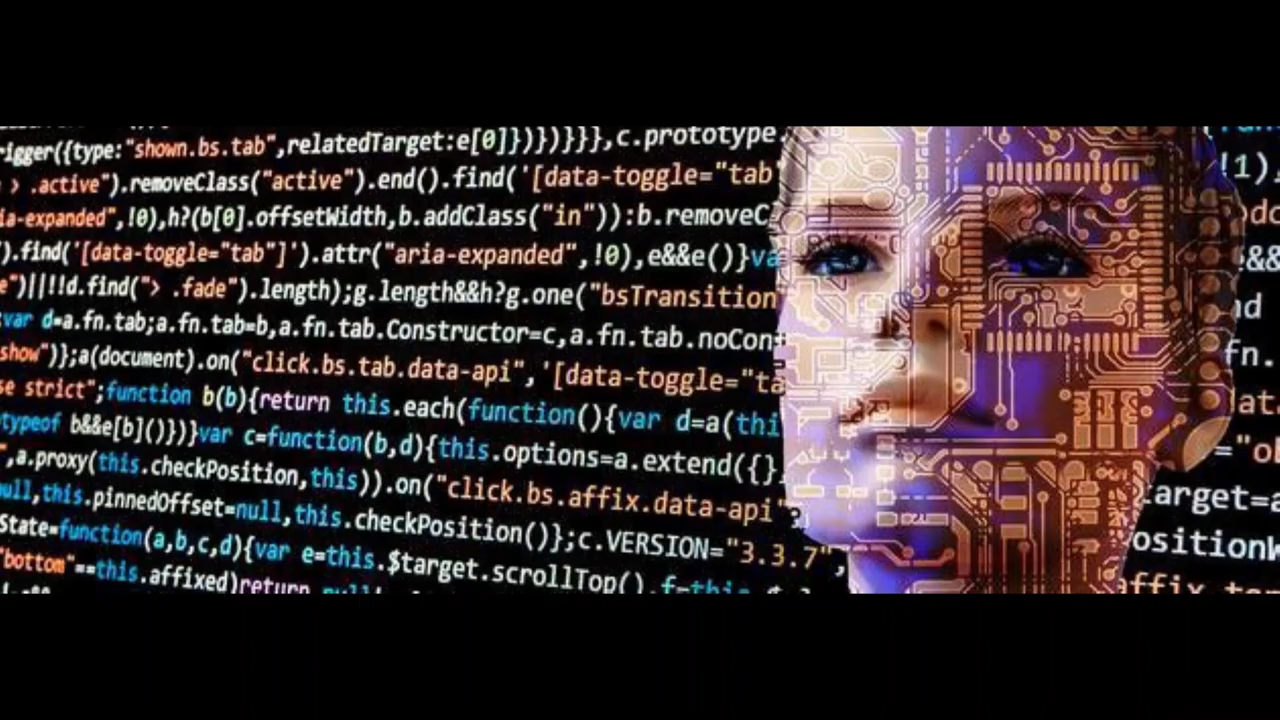 rigger({type:"shown.bs.tab",relatedTarget:e[0]})})}}},c.prototype.
> .active").removeClass("active").end().find('[data-toggle="tab !1),
ia-expanded",!0),h?(b[0].offsetWidth,b.addClass("in")):b.removeC
').find('[data-toggle="tab"]').attr("aria-expanded",!0),e&&e()}va &&
e")||!!d.find("> .fade").length);g.length&&h?g.one("bsTransition nd
;var d=a.fn.tab;a.fn.tab=b,a.fn.tab.Constructor=c,a.fn.tab.noCon fn.
show")};a(document).on("click.bs.tab.data-api",'[data-toggle="ta
se strict";function b(b){return this.each(function(){var d=a(thi
typeof b&&e[b]()})}var c=function(b,d){this.options=a.extend({}, target=a
",a.proxy(this.checkPosition,this)).on("click.bs.affix.data-api" ositionW
ull,this.pinnedOffset=null,this.checkPosition()};c.VERSION="3.3.7",
State=function(a,b,c,d){var e=this.$target.scrollTop()
"bottom"==this.affixed)return